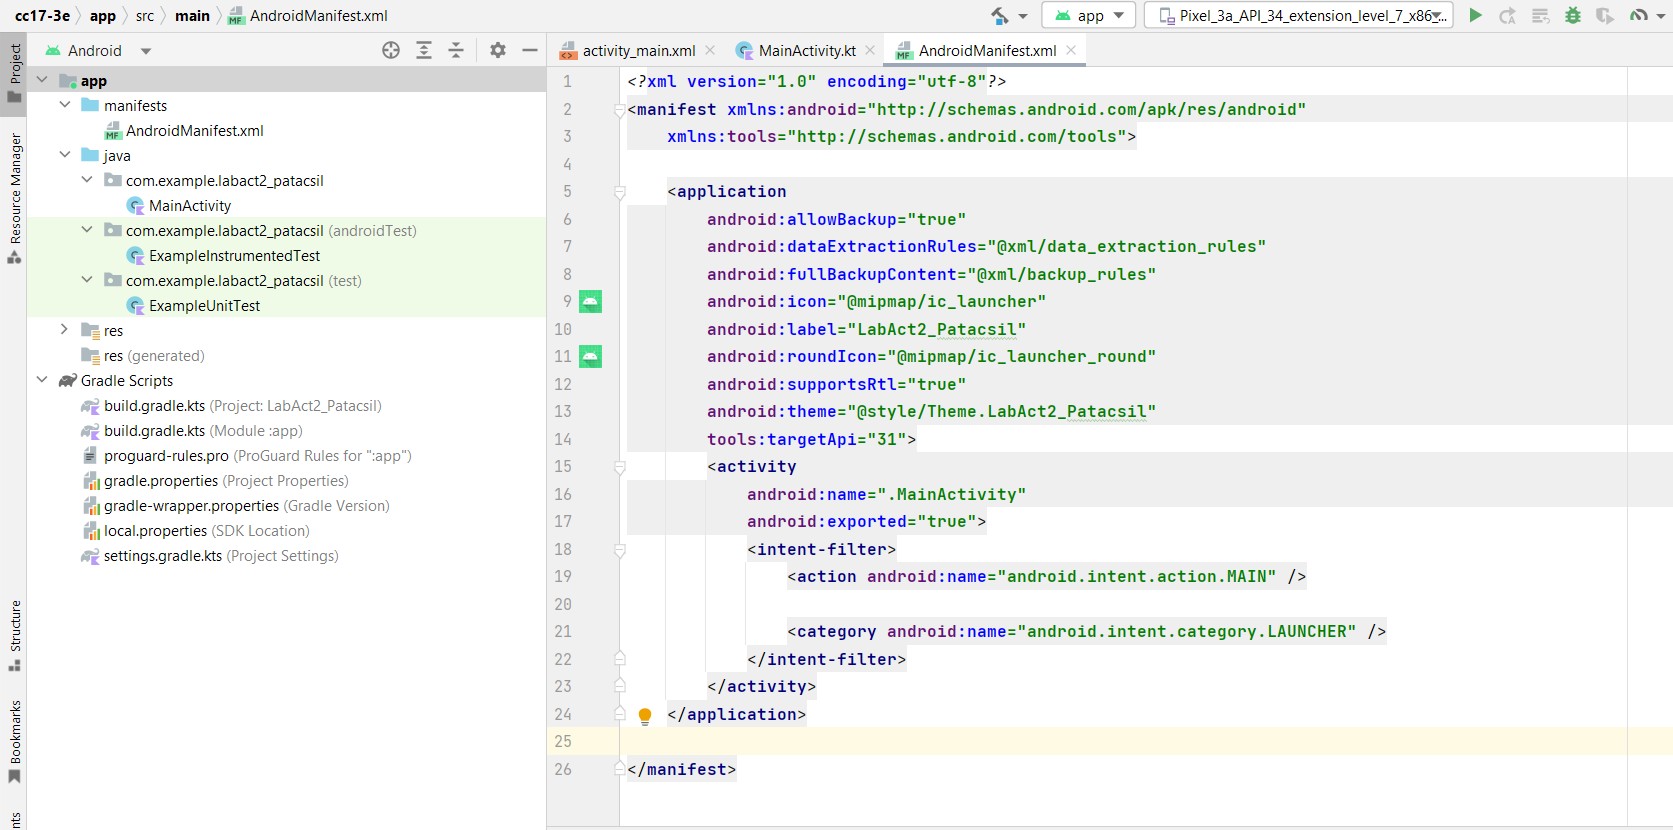 cc17-3e 〉 app 〉 src 〉 main 〉 AndroidManifest.xml
app
Pixel_3a_API_34_extension_level_7_x86...
Project
Resource Manager
Structure
Bookmarks
Android
app
manifests
AndroidManifest.xml
java
com.example.labact2_patacsil
MainActivity
com.example.labact2_patacsil (androidTest)
ExampleInstrumentedTest
com.example.labact2_patacsil (test)
ExampleUnitTest
res
res (generated)
Gradle Scripts
build.gradle.kts (Project: LabAct2_Patacsil)
build.gradle.kts (Module :app)
proguard-rules.pro (ProGuard Rules for ":app")
gradle.properties (Project Properties)
gradle-wrapper.properties (Gradle Version)
local.properties (SDK Location)
settings.gradle.kts (Project Settings)
activity_main.xml
MainActivity.kt
AndroidManifest.xml
1 <?xml version="1.0" encoding="utf-8"?>
2 <manifest xmlns:android="http://schemas.android.com/apk/res/android"
3 xmlns:tools="http://schemas.android.com/tools">
4
5 <application
6 android:allowBackup="true"
7 android:dataExtractionRules="@xml/data_extraction_rules"
8 android:fullBackupContent="@xml/backup_rules"
9 android:icon="@mipmap/ic_launcher"
10 android:label="LabAct2_Patacsil"
11 android:roundIcon="@mipmap/ic_launcher_round"
12 android:supportsRtl="true"
13 android:theme="@style/Theme.LabAct2_Patacsil"
14 tools:targetApi="31">
15 <activity
16 android:name=".MainActivity"
17 android:exported="true">
18 <intent-filter>
19 <action android:name="android.intent.action.MAIN" />
20
21 <category android:name="android.intent.category.LAUNCHER" />
22 </intent-filter>
23 </activity>
24 </application>
25
26 </manifest>